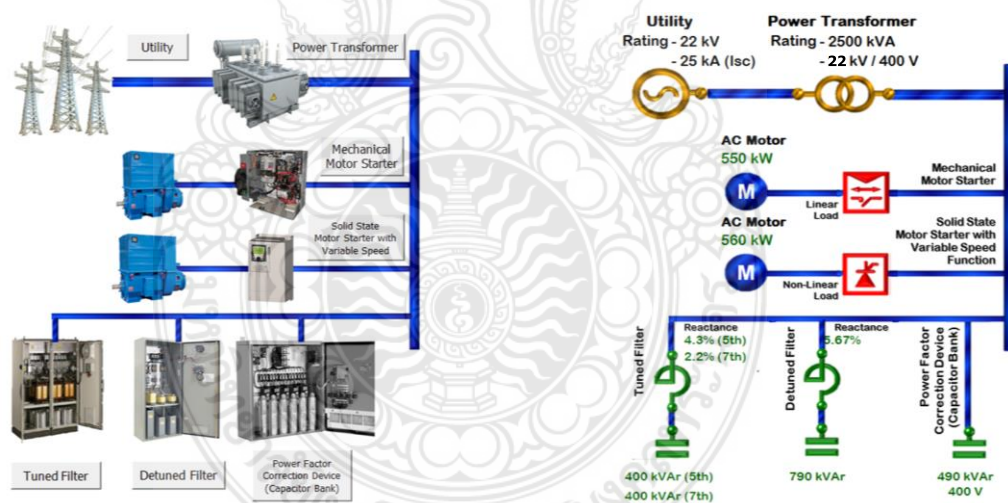 Utility
Power Transformer
Mechanical
Motor Starter
Solid State
Motor Starter with
Variable Speed
Tuned Filter
Detuned Filter
Power Factor
Correction Device
(Capacitor Bank)
Utility
Rating - 22 kV
- 25 kA (Isc)
Power Transformer
Rating - 2500 kVA
- 22 kV / 400 V
AC Motor
550 kW
M
Linear
Load
Mechanical
Motor Starter
AC Motor
560 kW
M
Non-Linear
Load
Solid State
Motor Starter with
Variable Speed
Function
Tuned Filter
Reactance
4.3% (5th)
2.2% (7th)
400 kVAr (5th)
400 kVAr (7th)
Detuned Filter
Reactance
5.67%
790 kVAr
Power Factor
Correction Device
(Capacitor Bank)
490 kVAr
400 V